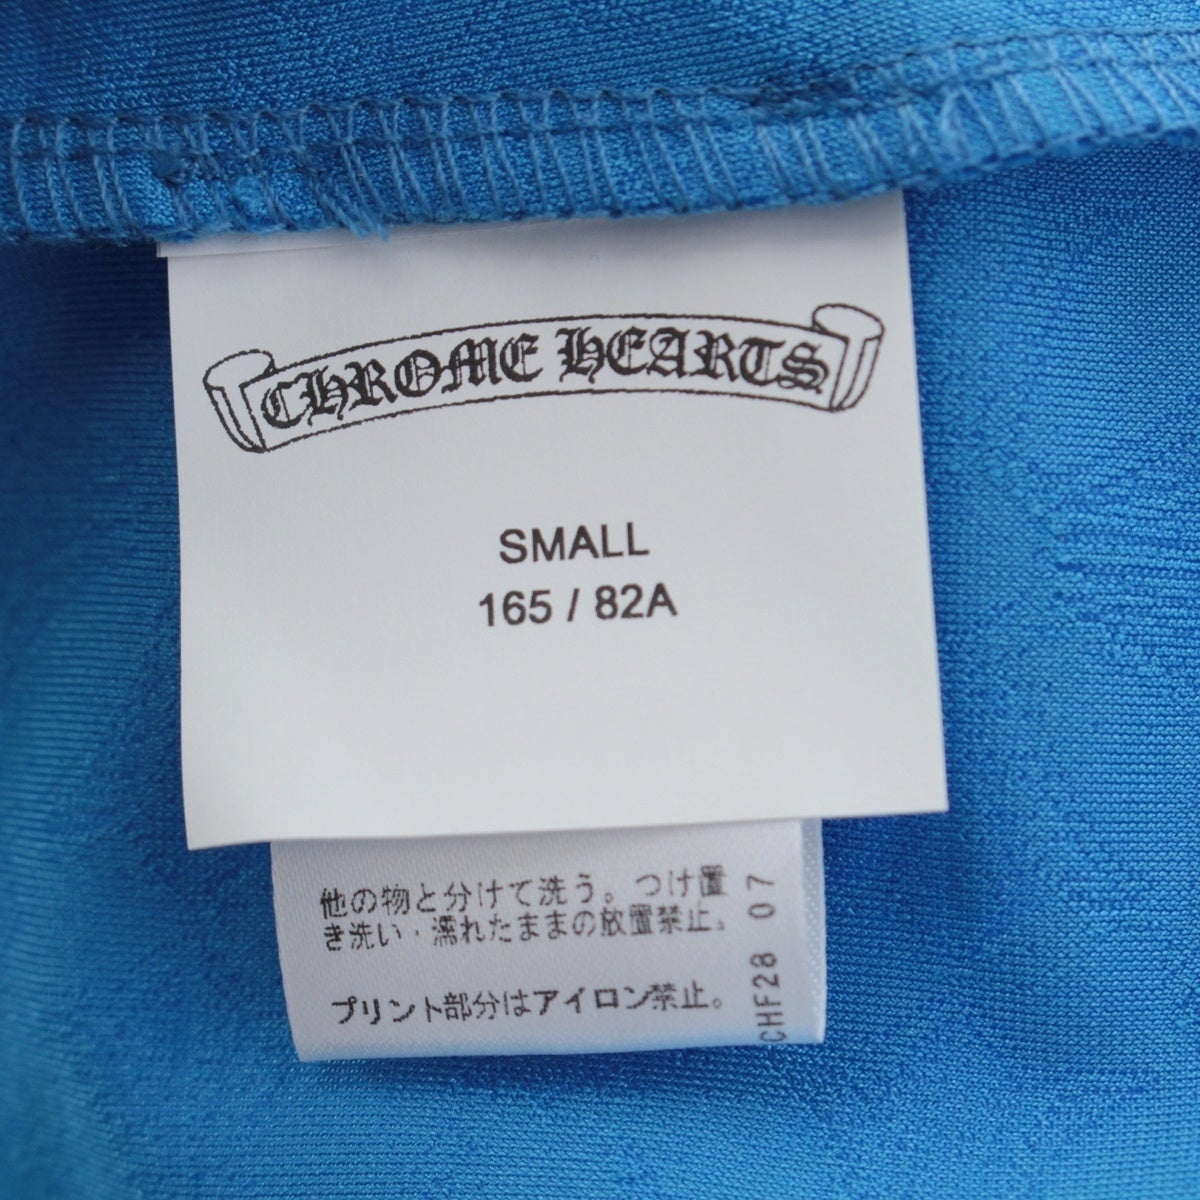 CHROME HEARTS
SMALL
165 / 82A
他の物と分けて洗う。つけ置
き洗い・濡れたままの放置禁止。
プリント部分はアイロン禁止。
CHF28 07